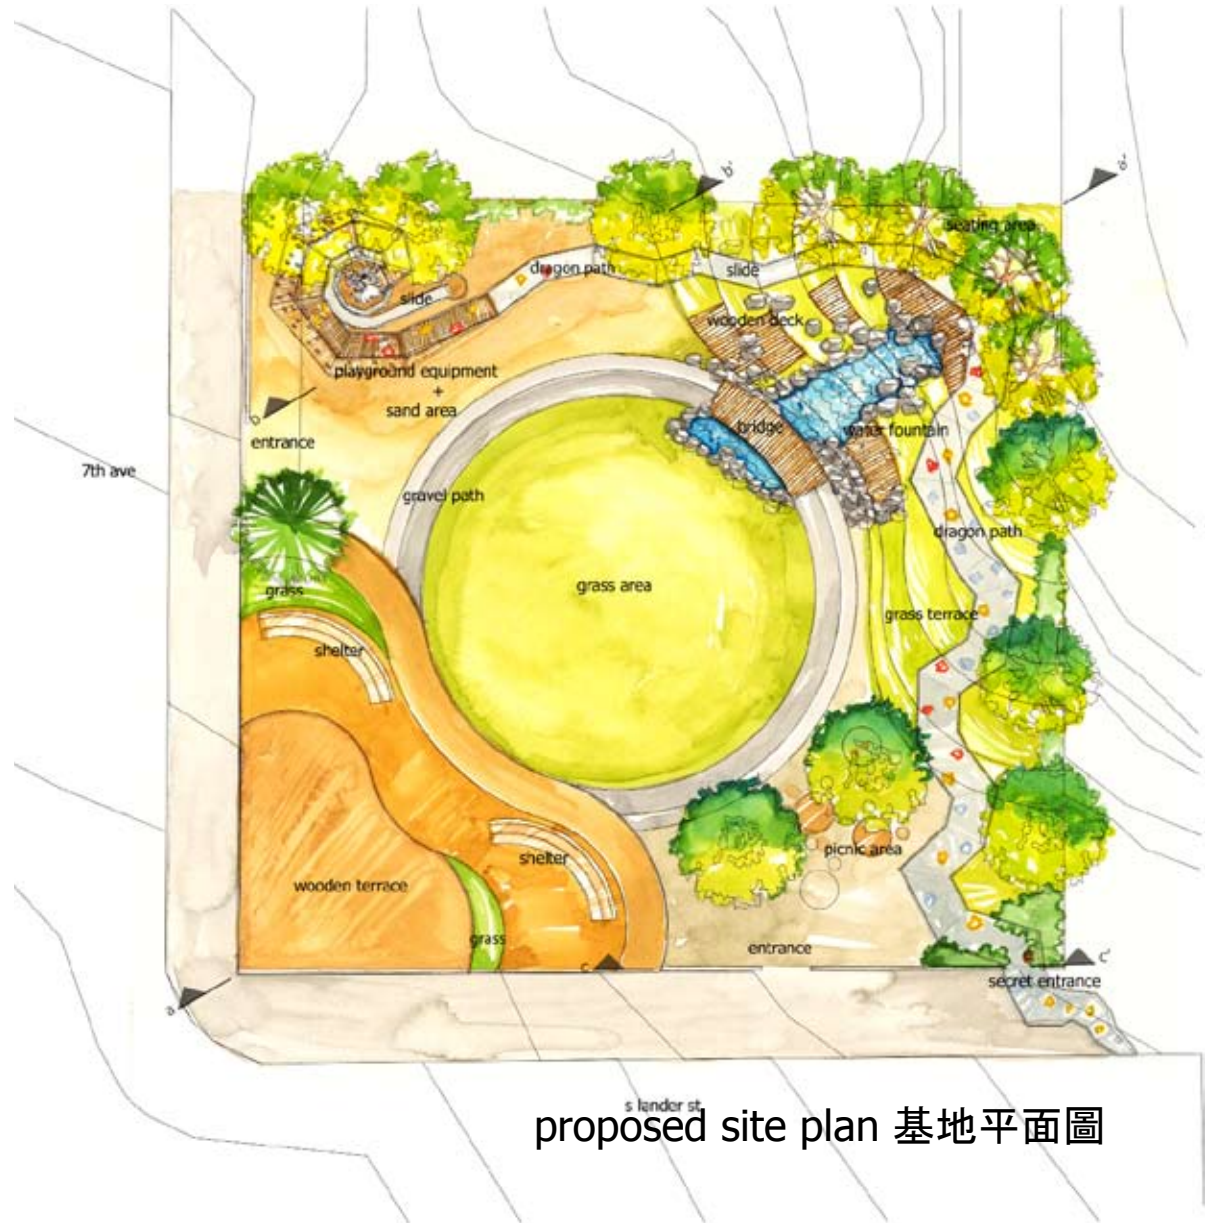 b'
a'
seating area
dragon path
slide
slide
wooden deck
playground equipment
+
sand area
b
entrance
bridge
water fountain
7th ave
gravel path
dragon path
grass area
grass
grass terrace
shelter
shelter
picnic area
wooden terrace
grass
entrance
c
c'
secret entrance
a
s lander st
proposed site plan 基地平面圖